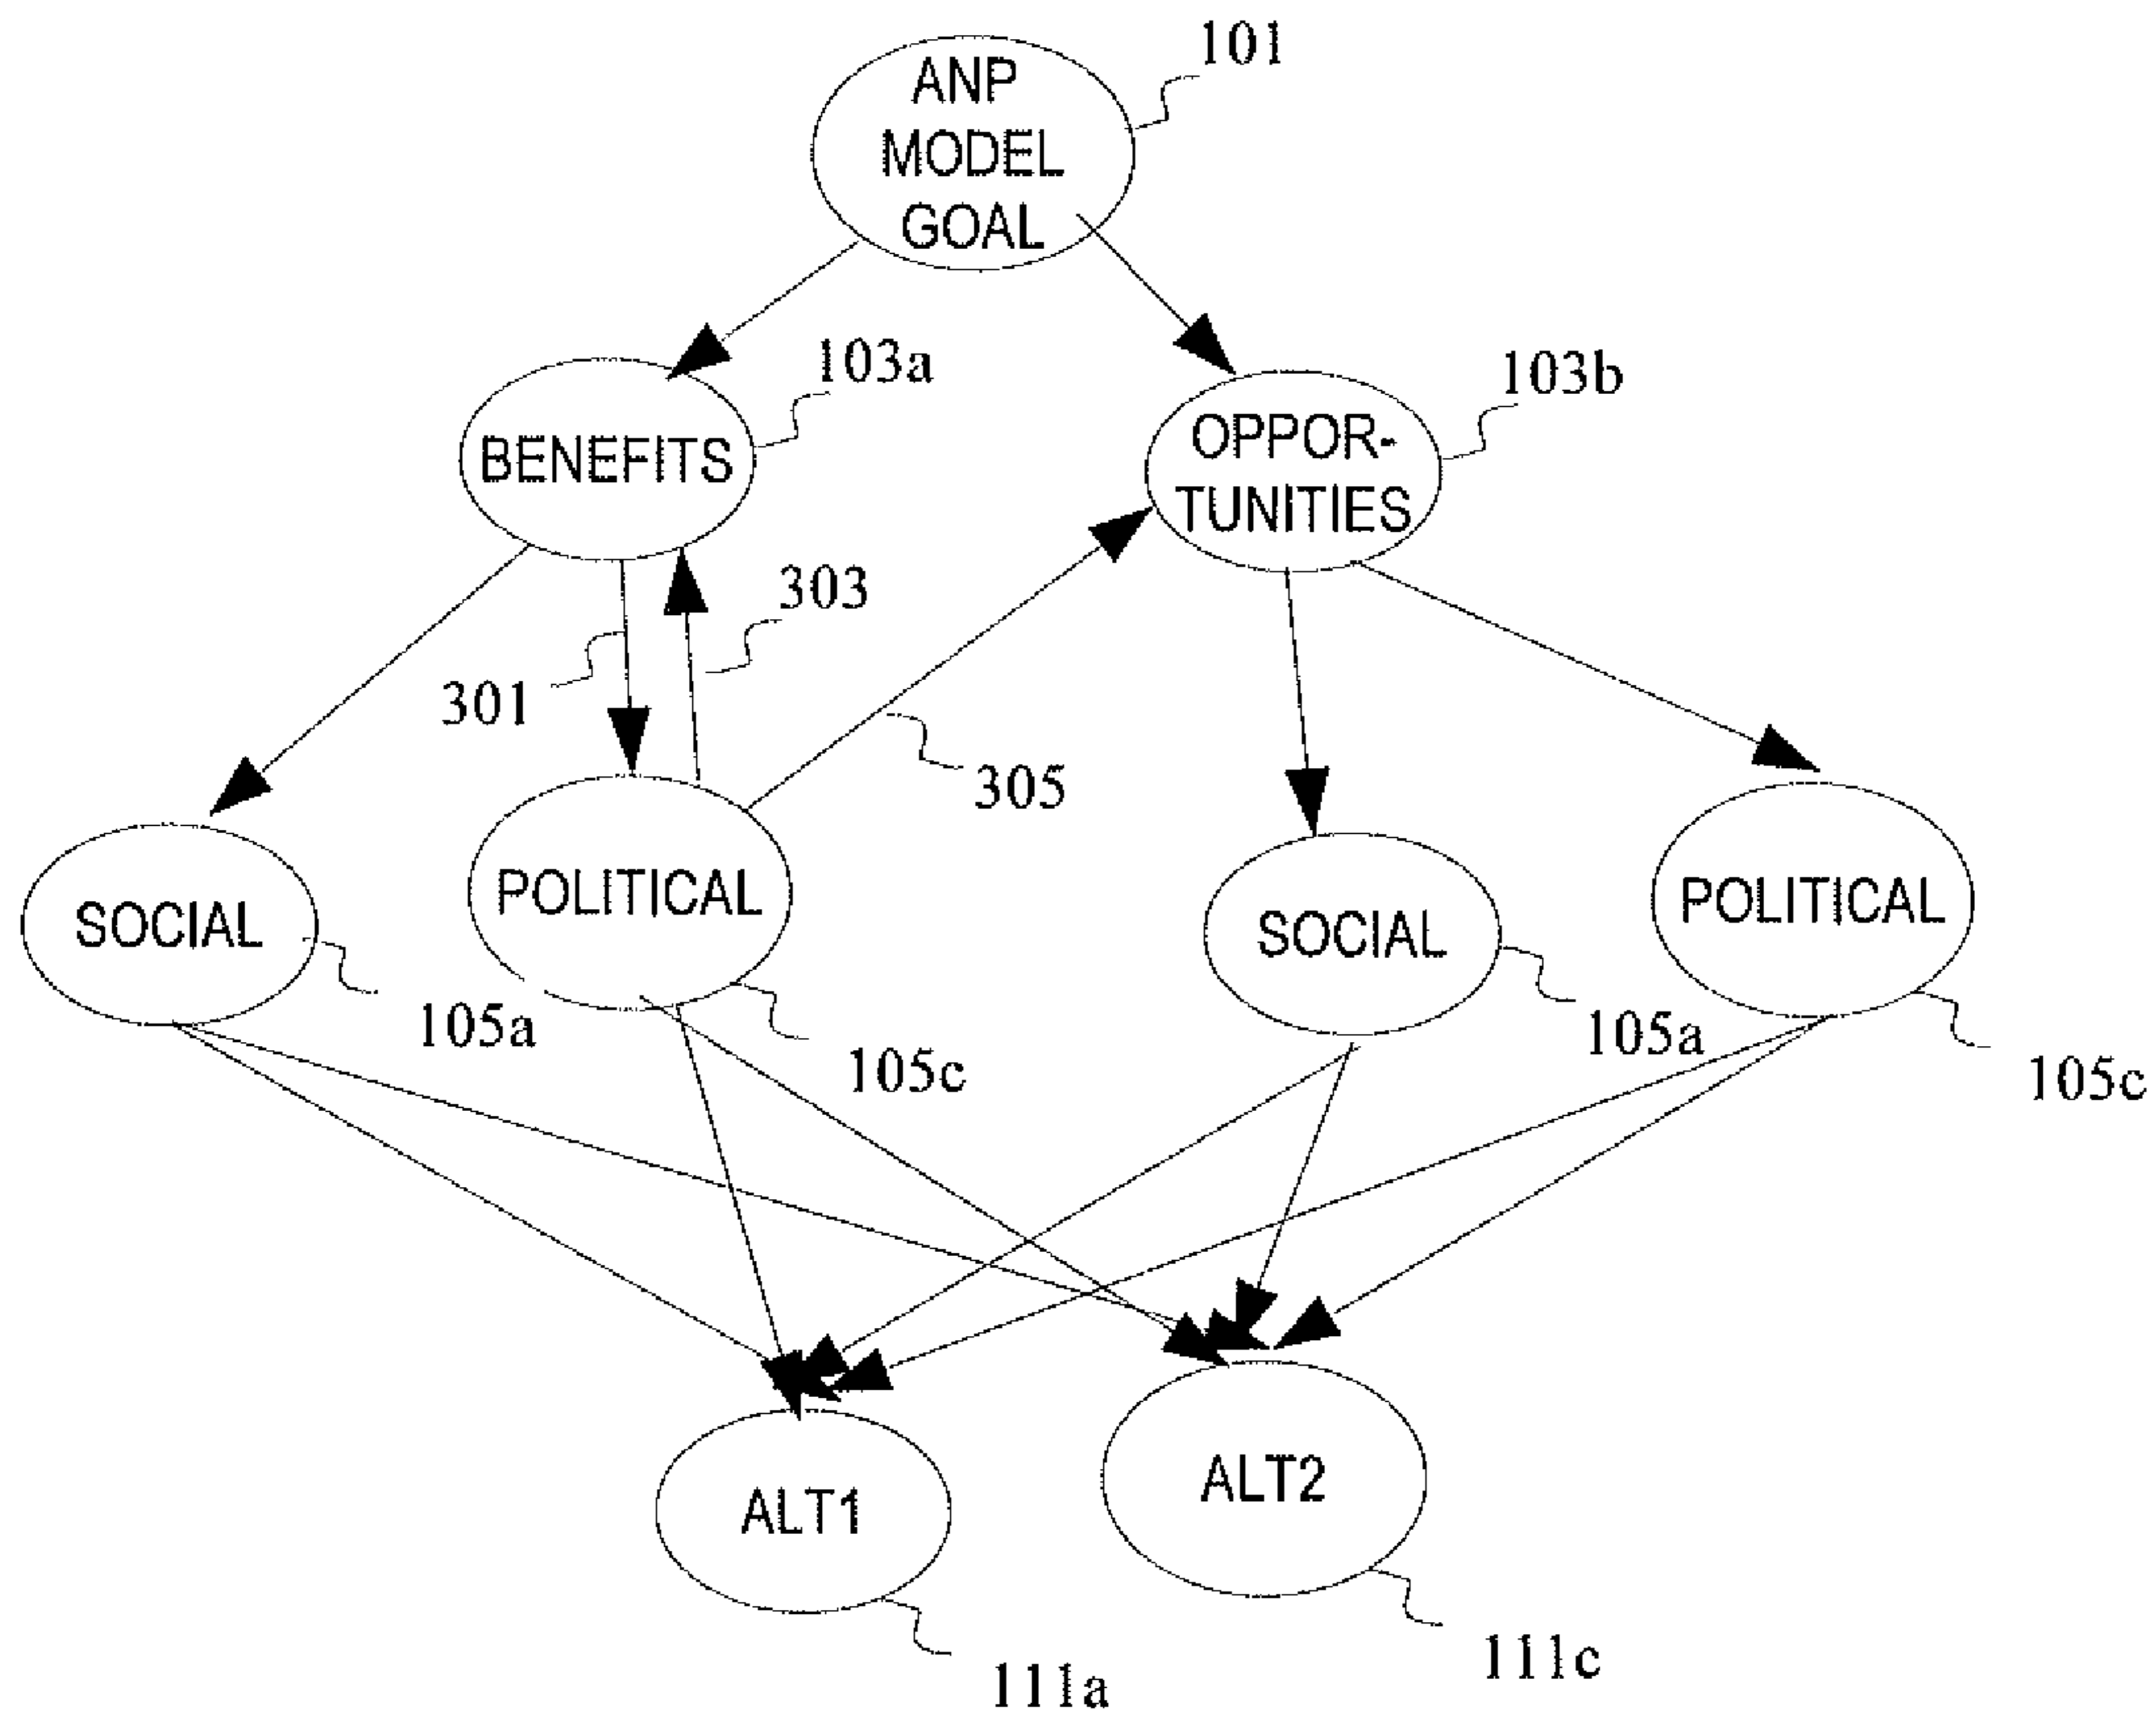 101
ANP
MODEL
GOAL
103a
103b
BENEFITS
OPPOR-
TUNITIES
303
301
305
SOCIAL
POLITICAL
SOCIAL
POLITICAL
105a
105c
105a
105c
ALT1
ALT2
111a
111c